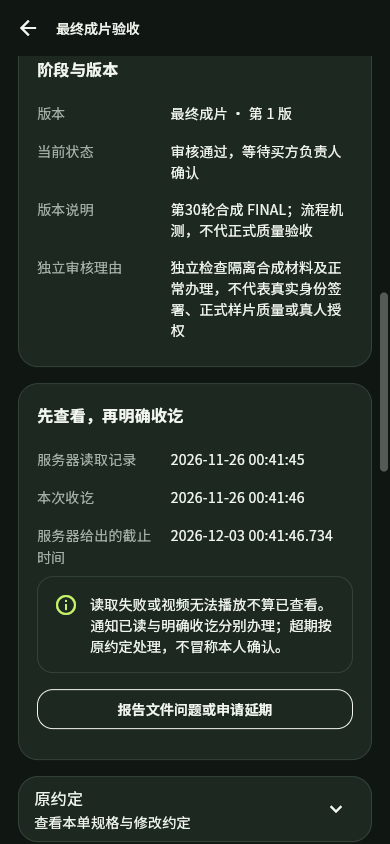 最终成片验收
阶段与版本
版本
最终成片 · 第 1 版
当前状态
审核通过，等待买方负责人
确认
版本说明
第30轮合成 FINAL；流程机
测，不代正式质量验收
独立审核理由
独立检查隔离合成材料及正
常办理，不代表真实身份签
署、正式样片质量或真人授
权
先查看，再明确收讫
服务器读取记录
2026-11-26 00:41:45
本次收讫
2026-11-26 00:41:46
服务器给出的截止
时间
2026-12-03 00:41:46.734
读取失败或视频无法播放不算已查看。
通知已读与明确收讫分别办理；超期按
原约定处理，不冒称本人确认。
报告文件问题或申请延期
原约定
查看本单规格与修改约定